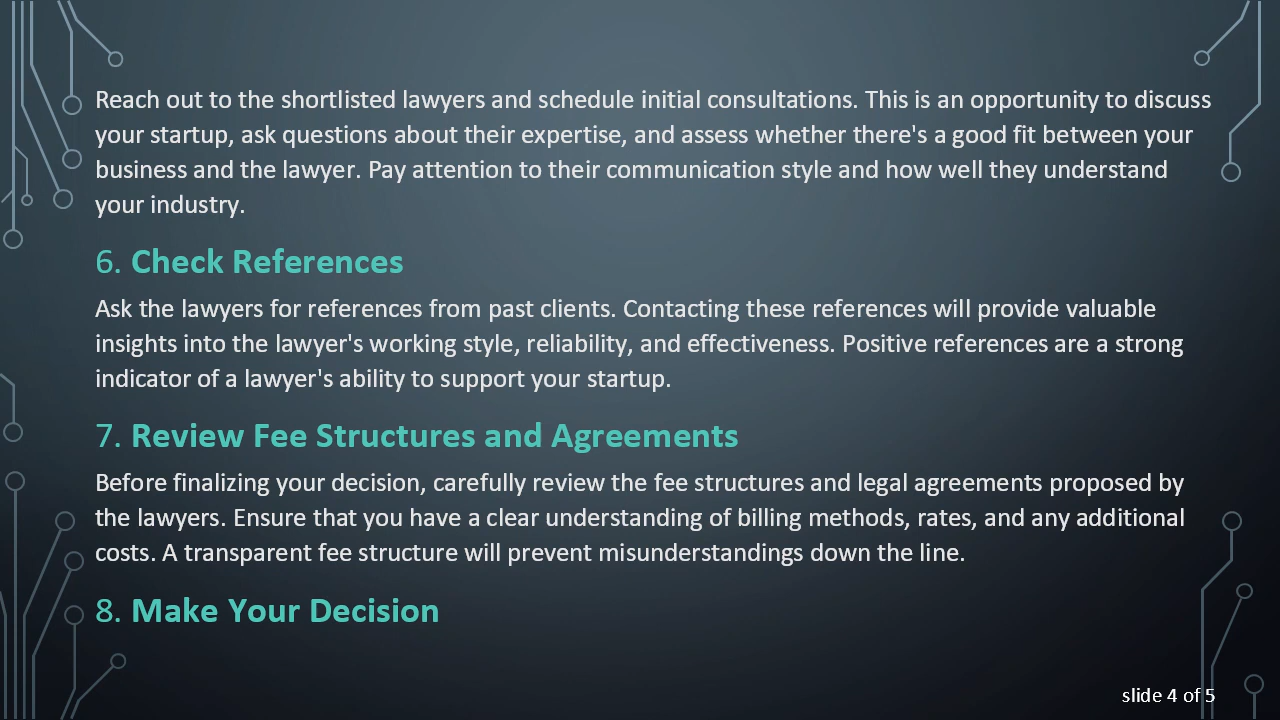 Reach out to the shortlisted lawyers and schedule initial consultations. This is an opportunity to discuss
your startup, ask questions about their expertise, and assess whether there's a good fit between your
business and the lawyer. Pay attention to their communication style and how well they understand
your industry.
6. Check References
Ask the lawyers for references from past clients. Contacting these references will provide valuable
insights into the lawyer's working style, reliability, and effectiveness. Positive references are a strong
indicator of a lawyer's ability to support your startup.
7. Review Fee Structures and Agreements
Before finalizing your decision, carefully review the fee structures and legal agreements proposed by
the lawyers. Ensure that you have a clear understanding of billing methods, rates, and any additional
costs. A transparent fee structure will prevent misunderstandings down the line.
8. Make Your Decision
slide 4 of 5